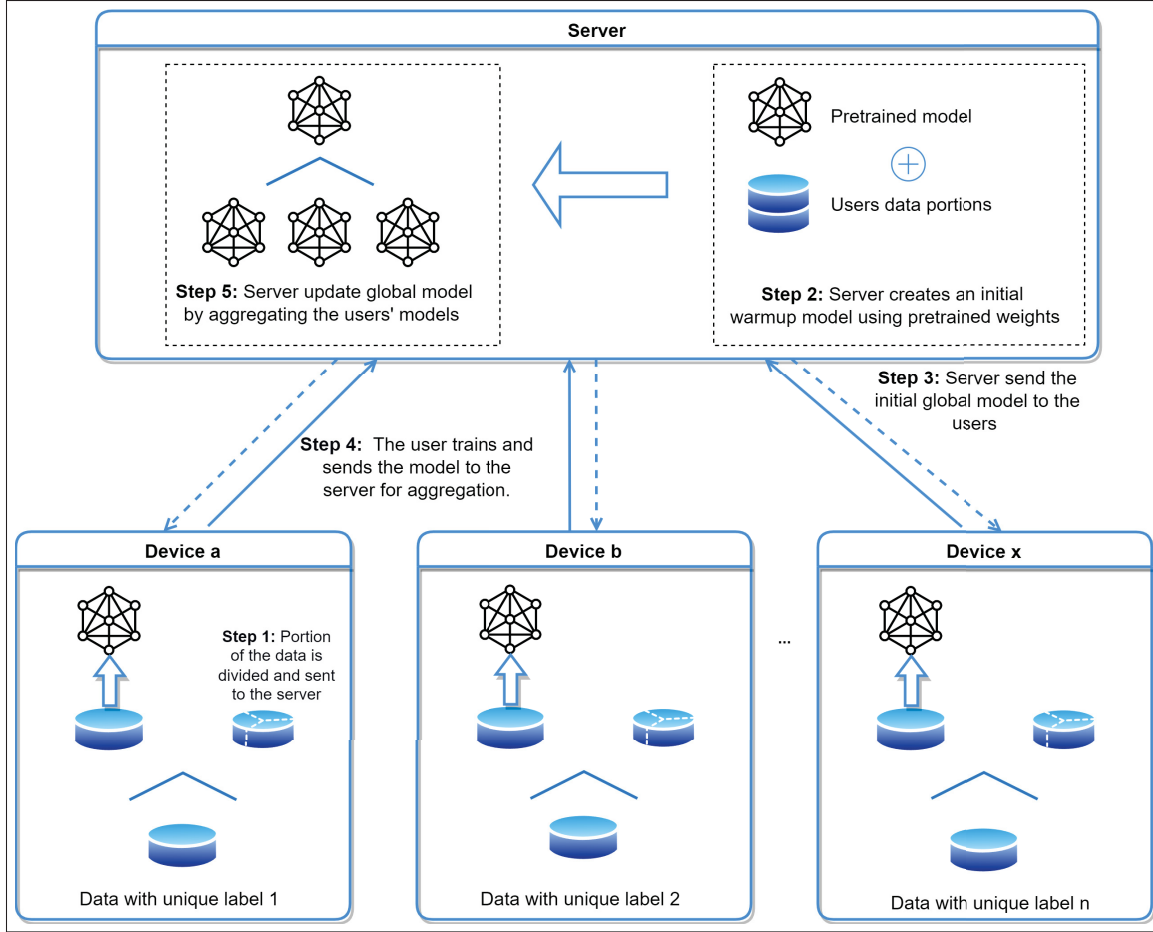 Server
Pretrained model
Users data portions
Step 5: Server update global model
by aggregating the users' models
Step 2: Server creates an initial
warmup model using pretrained weights
Step 3: Server send the
initial global model to the
users
Step 4: The user trains and
sends the model to the
server for aggregation.
Device a
Step 1: Portion
of the data is
divided and sent
to the server
Data with unique label 1
Device b
Data with unique label 2
...
Device x
Data with unique label n